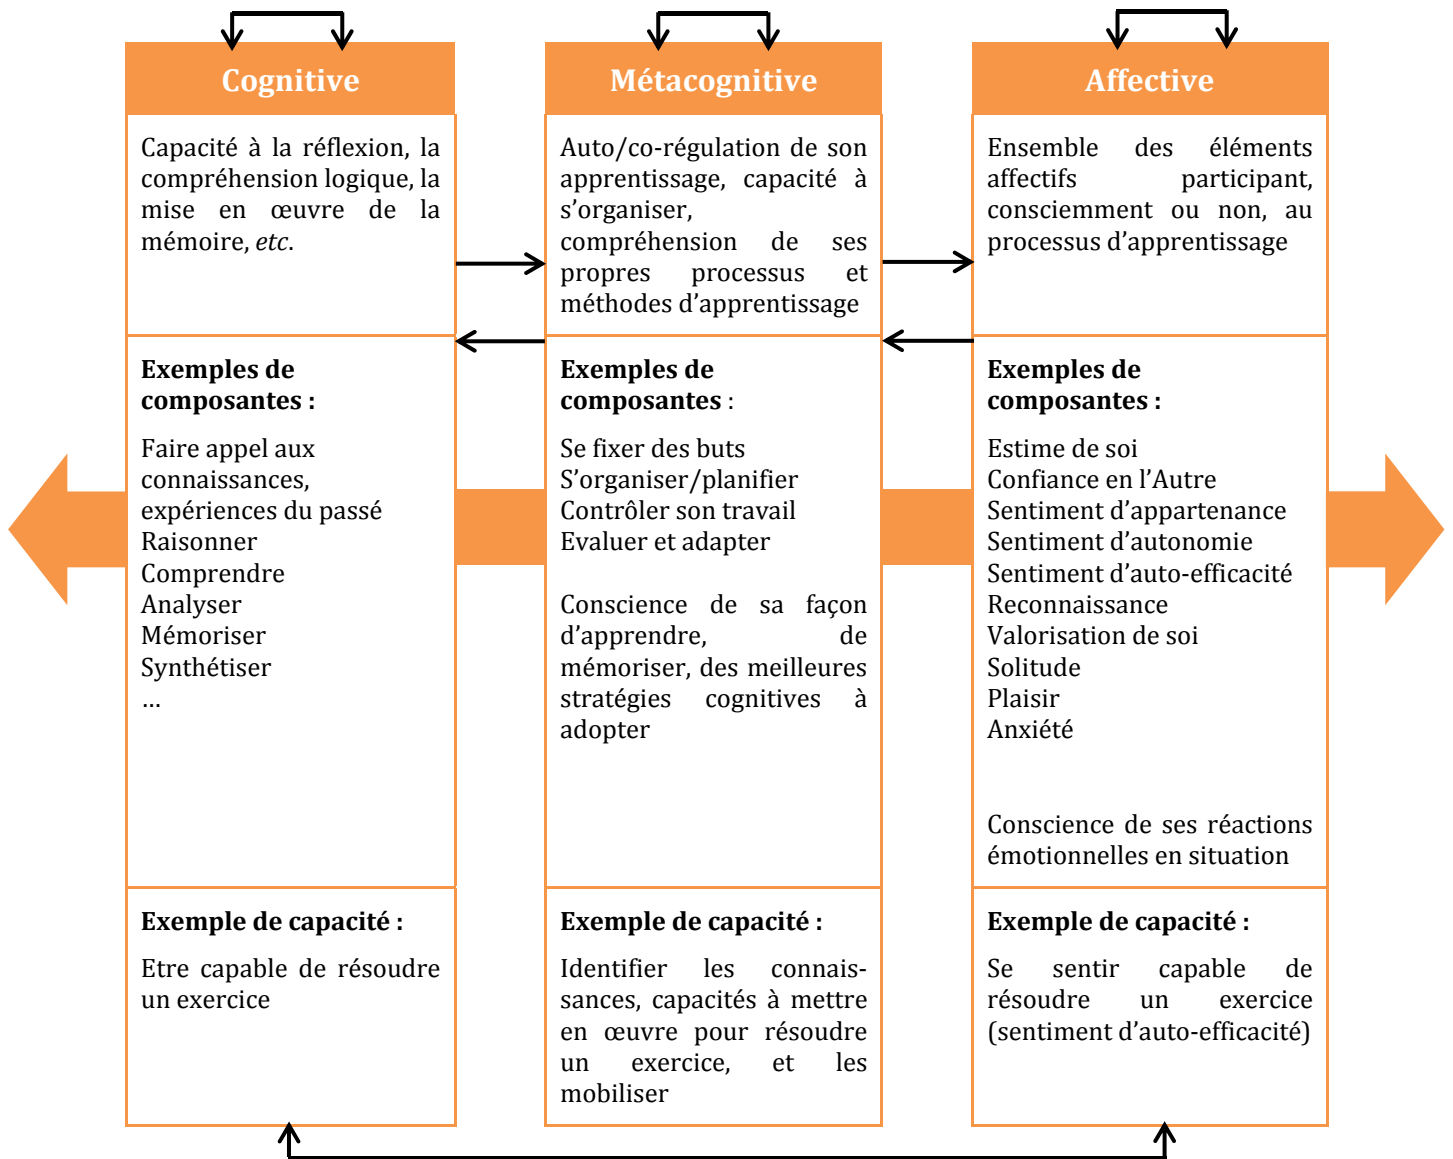 Cognitive
Capacité à la réflexion, la
compréhension logique, la
mise en œuvre de la
mémoire, etc.
Exemples de
composantes :
Faire appel aux
connaissances,
expériences du passé
Raisonner
Comprendre
Analyser
Mémoriser
Synthétiser
…
Exemple de capacité :
Etre capable de résoudre
un exercice
Métacognitive
Auto/co-régulation de son
apprentissage, capacité à
s’organiser,
compréhension de ses
propres processus et
méthodes d’apprentissage
Exemples de
composantes :
Se fixer des buts
S’organiser/planifier
Contrôler son travail
Evaluer et adapter
Conscience de sa façon
d’apprendre, de
mémoriser, des meilleures
stratégies cognitives à
adopter
Exemple de capacité :
Identifier les connais-
sances, capacités à mettre
en œuvre pour résoudre
un exercice, et les
mobiliser
Affective
Ensemble des éléments
affectifs participant,
consciemment ou non, au
processus d’apprentissage
Exemples de
composantes :
Estime de soi
Confiance en l’Autre
Sentiment d’appartenance
Sentiment d’autonomie
Sentiment d’auto-efficacité
Reconnaissance
Valorisation de soi
Solitude
Plaisir
Anxiété
Conscience de ses réactions
émotionnelles en situation
Exemple de capacité :
Se sentir capable de
résoudre un exercice
(sentiment d’auto-efficacité)